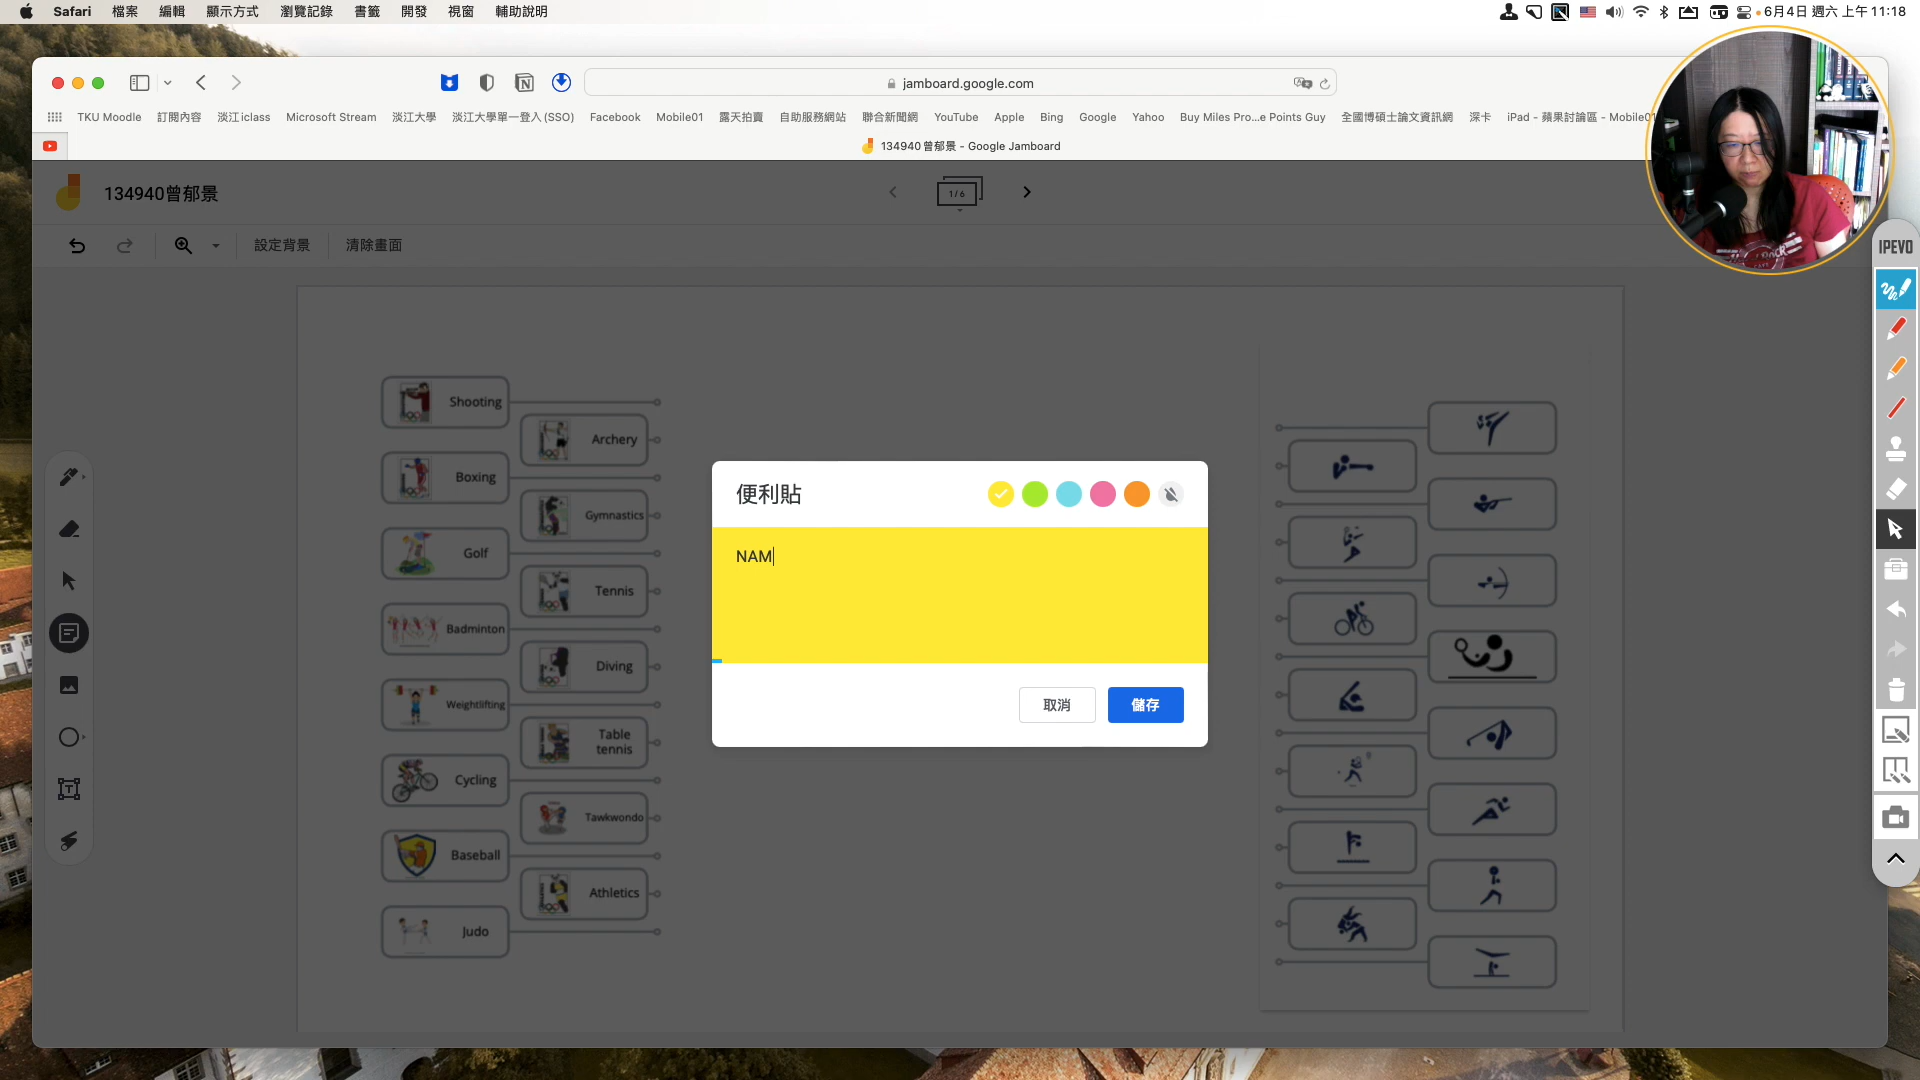 Safari 檔案 編輯 顯示方式 瀏覽記錄 書籤 開發 視窗 輔助說明
6月4日 週六 上午11:18
jamboard.google.com
TKU Moodle 訂閱內容 淡江iclass Microsoft Stream 淡江大學 淡江大學單一登入(SSO) Facebook Mobile01 露天拍賣 自助服務網站 聯合新聞網 YouTube Apple Bing Google Yahoo Buy Miles Pro...e Points Guy 全國博碩士論文資訊網 深卡 iPad - 蘋果討論區 - Mobile01
134940曾郁景 - Google Jamboard
134940曾郁景
1/6
設定背景
清除畫面
IPEVO
Shooting
Archery
Boxing
Gymnastics
Golf
Tennis
Badminton
Diving
Weightlifting
Table
tennis
Cycling
Tawkwondo
Baseball
Athletics
Judo
便利貼
NAM
取消
儲存